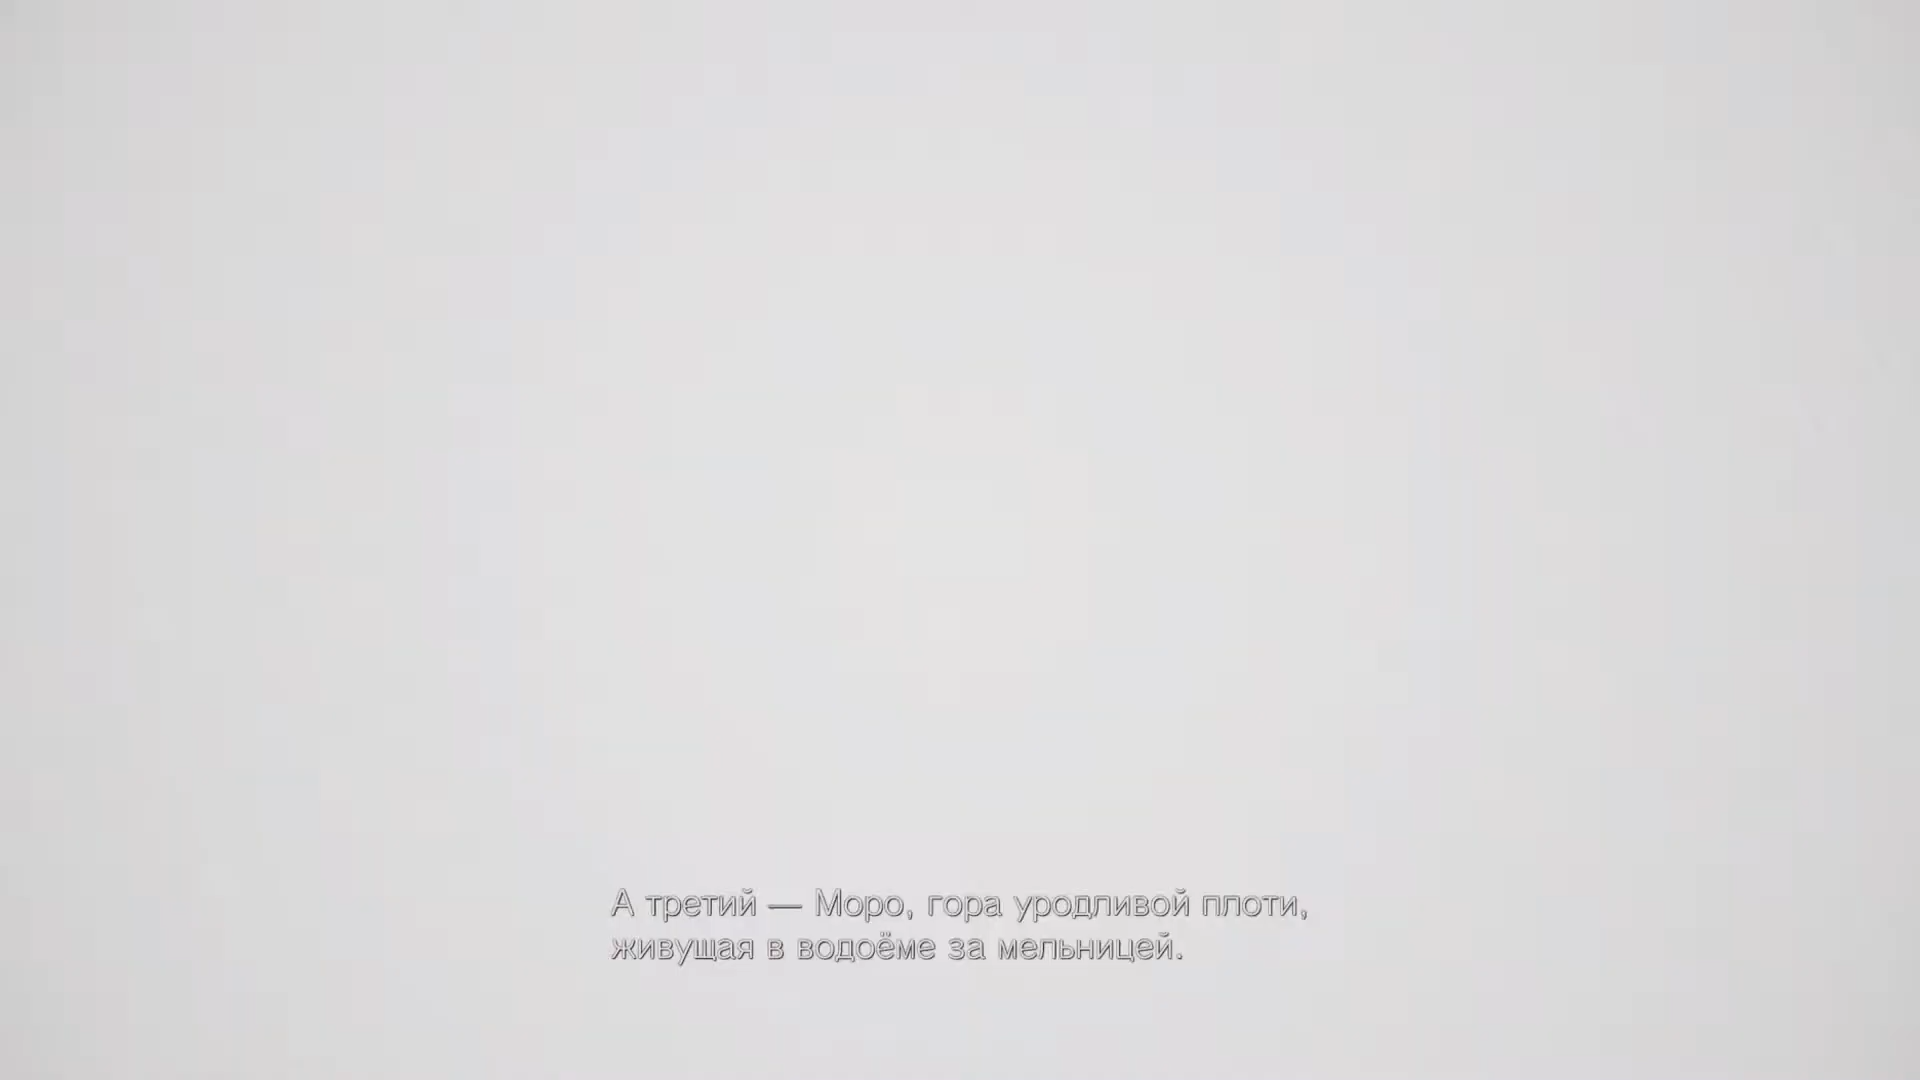 А третий — Моро, гора уродливой плоти,
живущая в водоёме за мельницей.